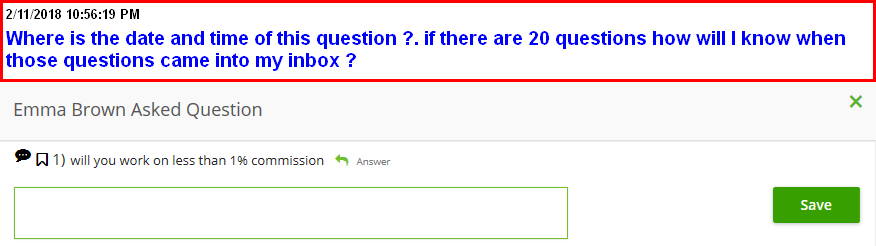 2/11/2018 10:56:19 PM
Where is the date and time of this question ?. if there are 20 questions how will I know when
those questions came into my inbox ?
Emma Brown Asked Question
1) will you work on less than 1% commission Answer
Save